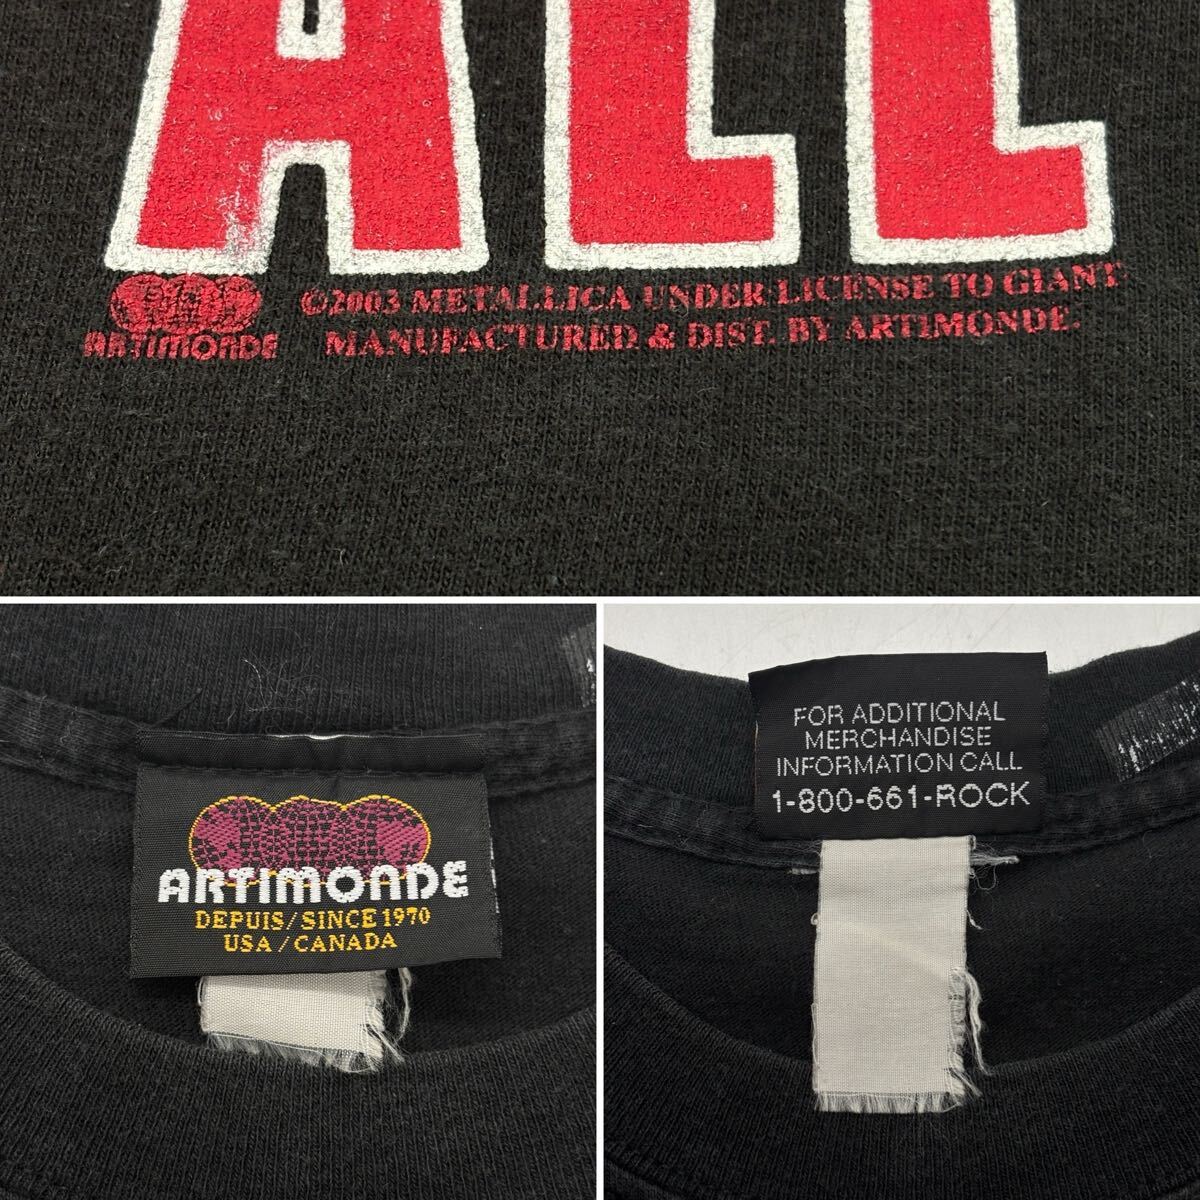 ALL
©2003 METALLICA UNDER LICENSE TO GIANT
ARTIMONDE
MANUFACTURED & DIST. BY ARTIMONDE.
ARTIMONDE
DEPUIS/SINCE 1970
USA/CANADA
FOR ADDITIONAL
MERCHANDISE
INFORMATION CALL
1-800-661-ROCK